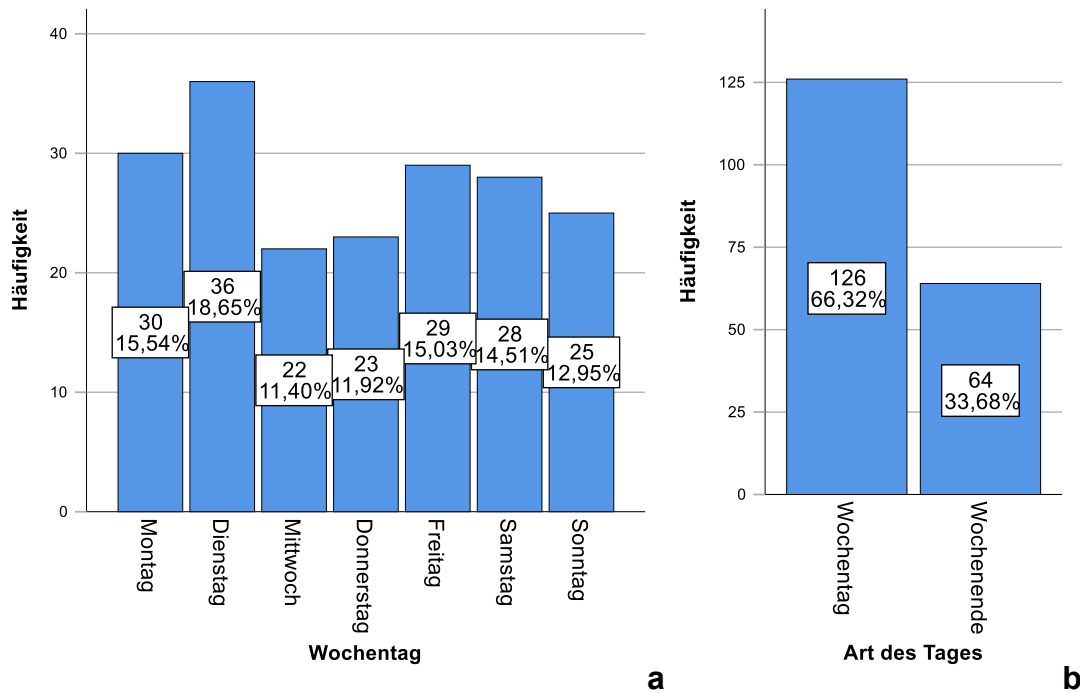 40
30
20
10
0
Häufigkeit
30
15,54%
36
18,65%
22
11,40%
23
11,92%
29
15,03%
28
14,51%
25
12,95%
Montag
Dienstag
Mittwoch
Donnerstag
Freitag
Samstag
Sonntag
Wochentag
a
125
100
75
50
25
0
Häufigkeit
126
66,32%
64
33,68%
Wochentag
Wochenende
Art des Tages
b